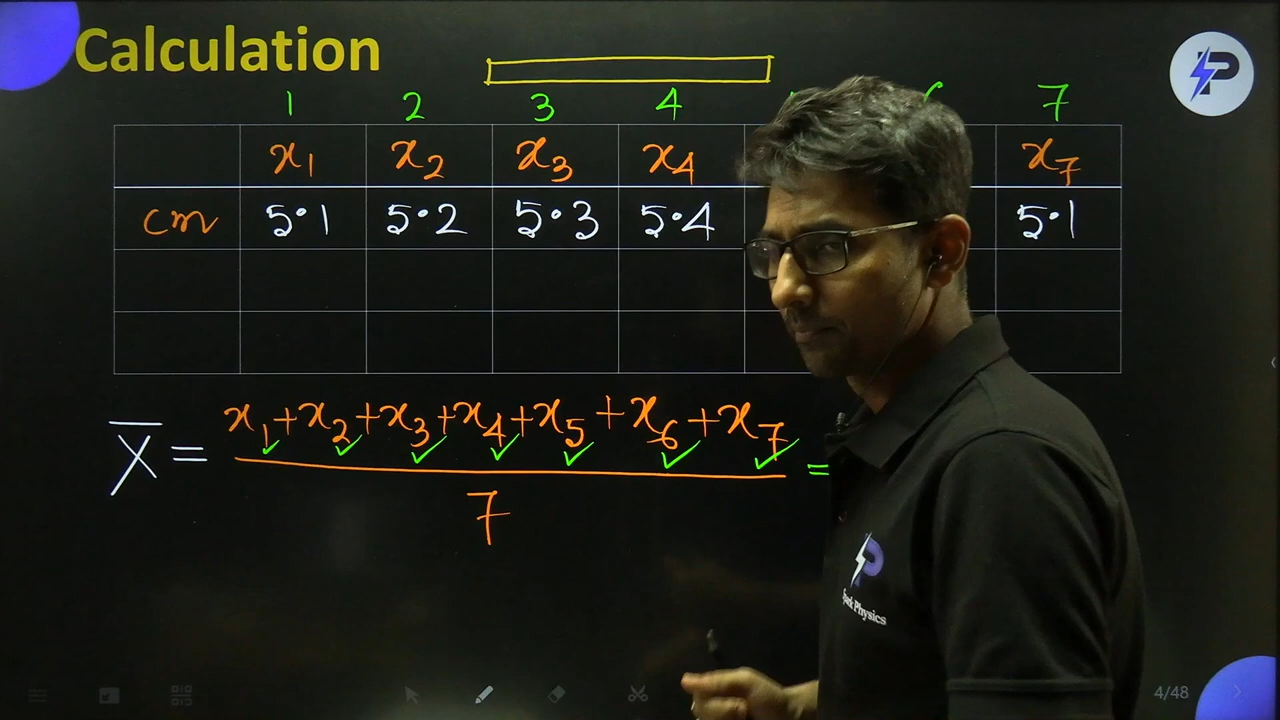 Calculation
1 2 3 4 7
x₁ x₂ x₃ x₄ x₇
cm 5.1 5.2 5.3 5.4 5.1
X̅ = x₁+x₂+x₃+x₄+x₅+x₆+x₇ =
7
Physics
4/48